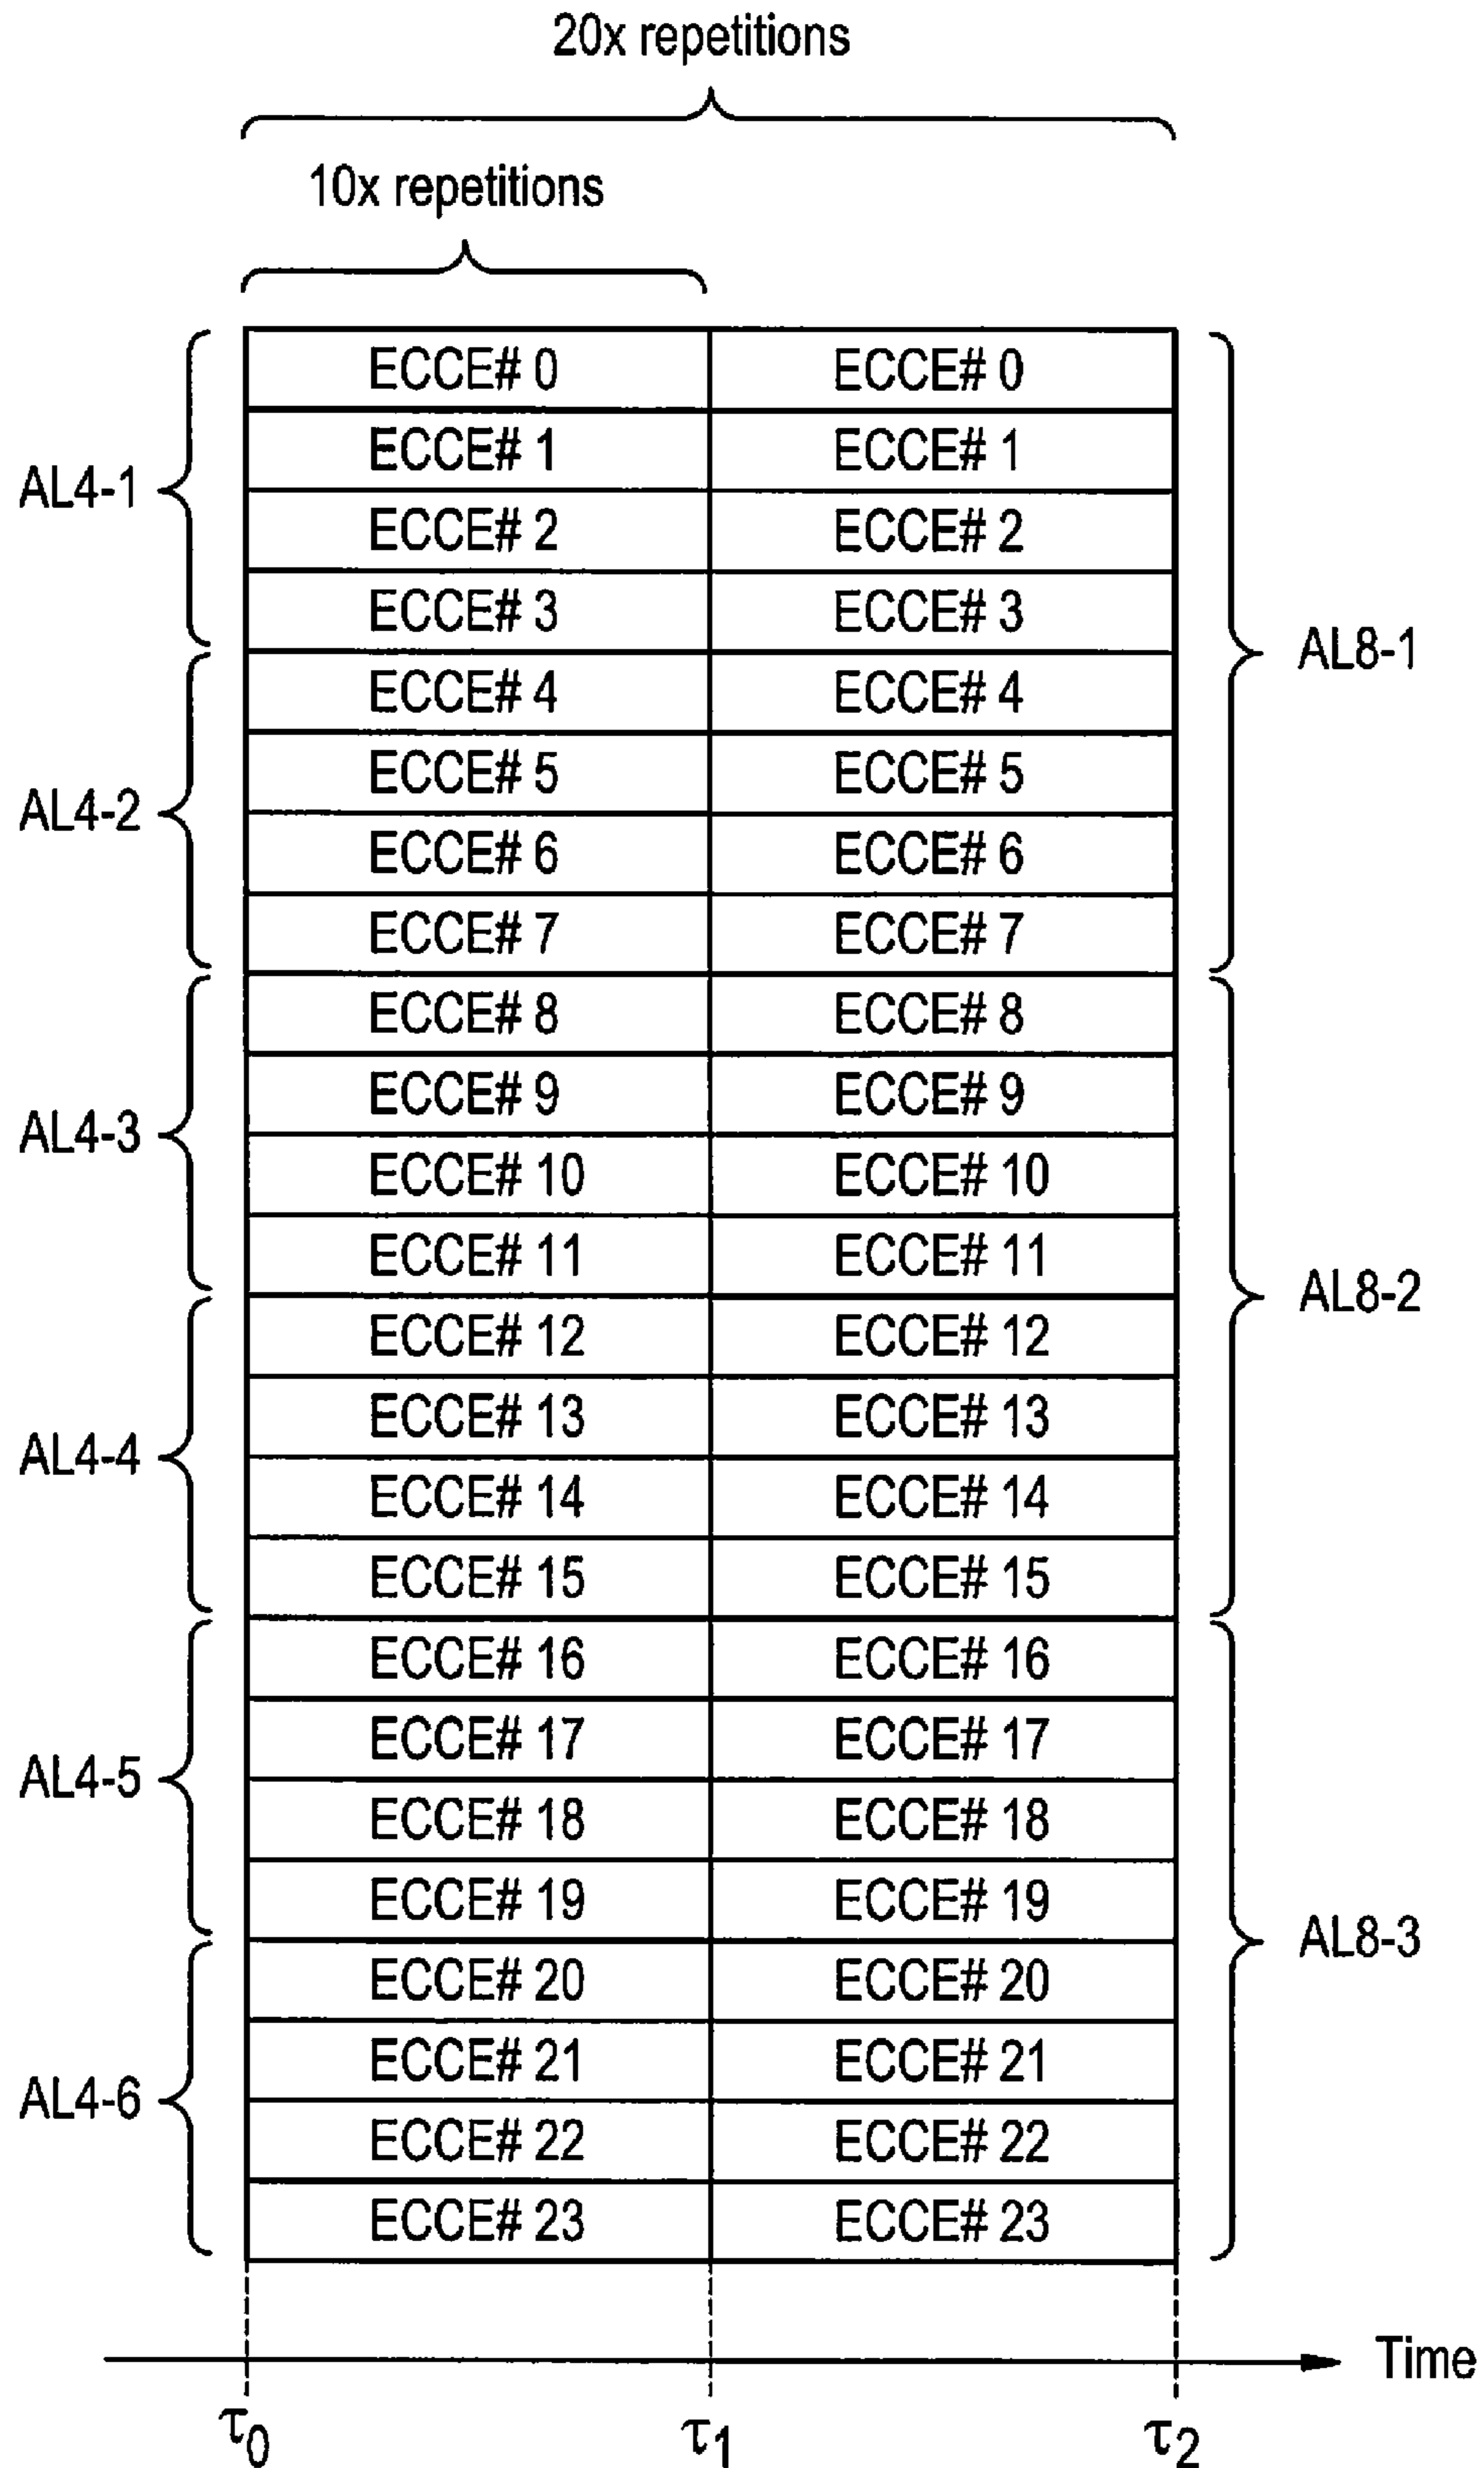 20x repetitions
10x repetitions
ECCE# 0 ECCE# 0
ECCE# 1 ECCE# 1
AL4-1
ECCE# 2 ECCE# 2
ECCE# 3 ECCE# 3
AL8-1
ECCE# 4 ECCE# 4
ECCE# 5 ECCE# 5
AL4-2
ECCE# 6 ECCE# 6
ECCE# 7 ECCE# 7
ECCE# 8 ECCE# 8
ECCE# 9 ECCE# 9
AL4-3
ECCE# 10 ECCE# 10
ECCE# 11 ECCE# 11
AL8-2
ECCE# 12 ECCE# 12
ECCE# 13 ECCE# 13
AL4-4
ECCE# 14 ECCE# 14
ECCE# 15 ECCE# 15
ECCE# 16 ECCE# 16
ECCE# 17 ECCE# 17
AL4-5
ECCE# 18 ECCE# 18
ECCE# 19 ECCE# 19
AL8-3
ECCE# 20 ECCE# 20
ECCE# 21 ECCE# 21
AL4-6
ECCE# 22 ECCE# 22
ECCE# 23 ECCE# 23
Time
τ0 τ1 τ2